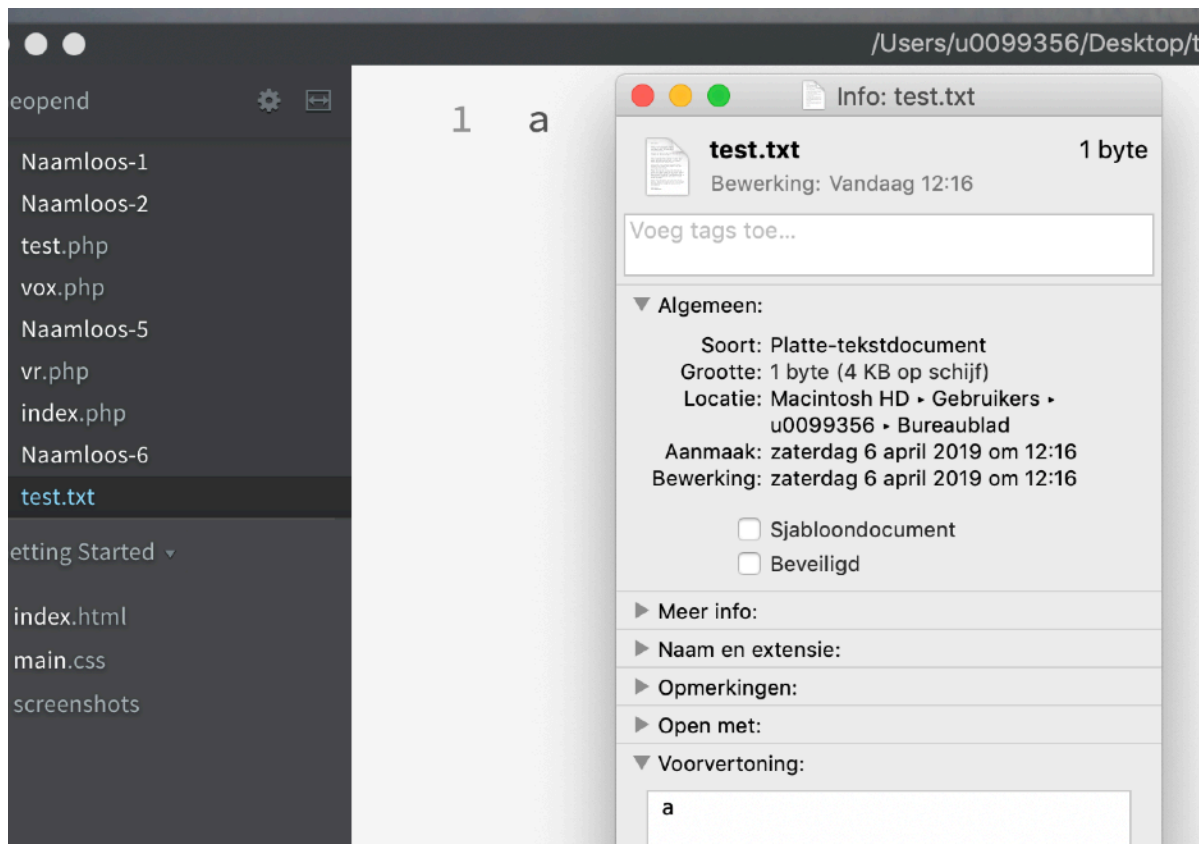 /Users/u0099356/Desktop/t
eopend
Naamloos-1
Naamloos-2
test.php
vox.php
Naamloos-5
vr.php
index.php
Naamloos-6
test.txt
etting Started
index.html
main.css
screenshots
1 a
Info: test.txt
test.txt 1 byte
Bewerking: Vandaag 12:16
Voeg tags toe...
Algemeen:
Soort: Platte-tekstdocument
Grootte: 1 byte (4 KB op schijf)
Locatie: Macintosh HD ▸ Gebruikers ▸
u0099356 ▸ Bureaublad
Aanmaak: zaterdag 6 april 2019 om 12:16
Bewerking: zaterdag 6 april 2019 om 12:16
Sjabloondocument
Beveiligd
Meer info:
Naam en extensie:
Opmerkingen:
Open met:
Voorvertoning:
a